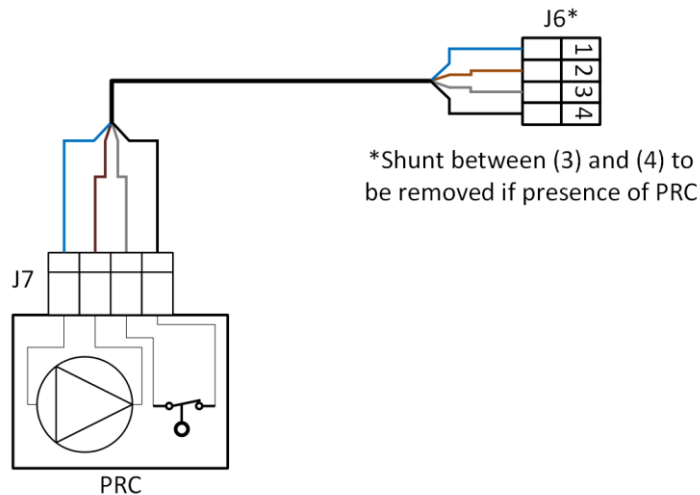 J6*
1
2
3
4
*Shunt between (3) and (4) to
be removed if presence of PRC
J7
PRC